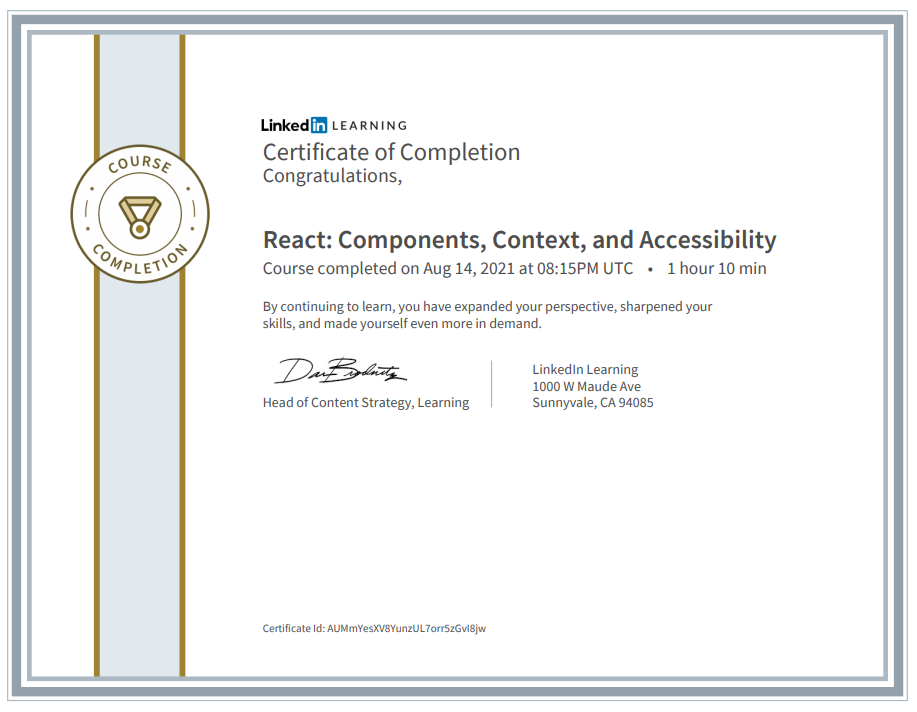 COURSE
COMPLETION
Linked in LEARNING
Certificate of Completion
Congratulations,
React: Components, Context, and Accessibility
Course completed on Aug 14, 2021 at 08:15PM UTC • 1 hour 10 min
By continuing to learn, you have expanded your perspective, sharpened your
skills, and made yourself even more in demand.
Head of Content Strategy, Learning
LinkedIn Learning
1000 W Maude Ave
Sunnyvale, CA 94085
Certificate Id: AUMmYesXV8YunzUL7orr5zGvI8jw